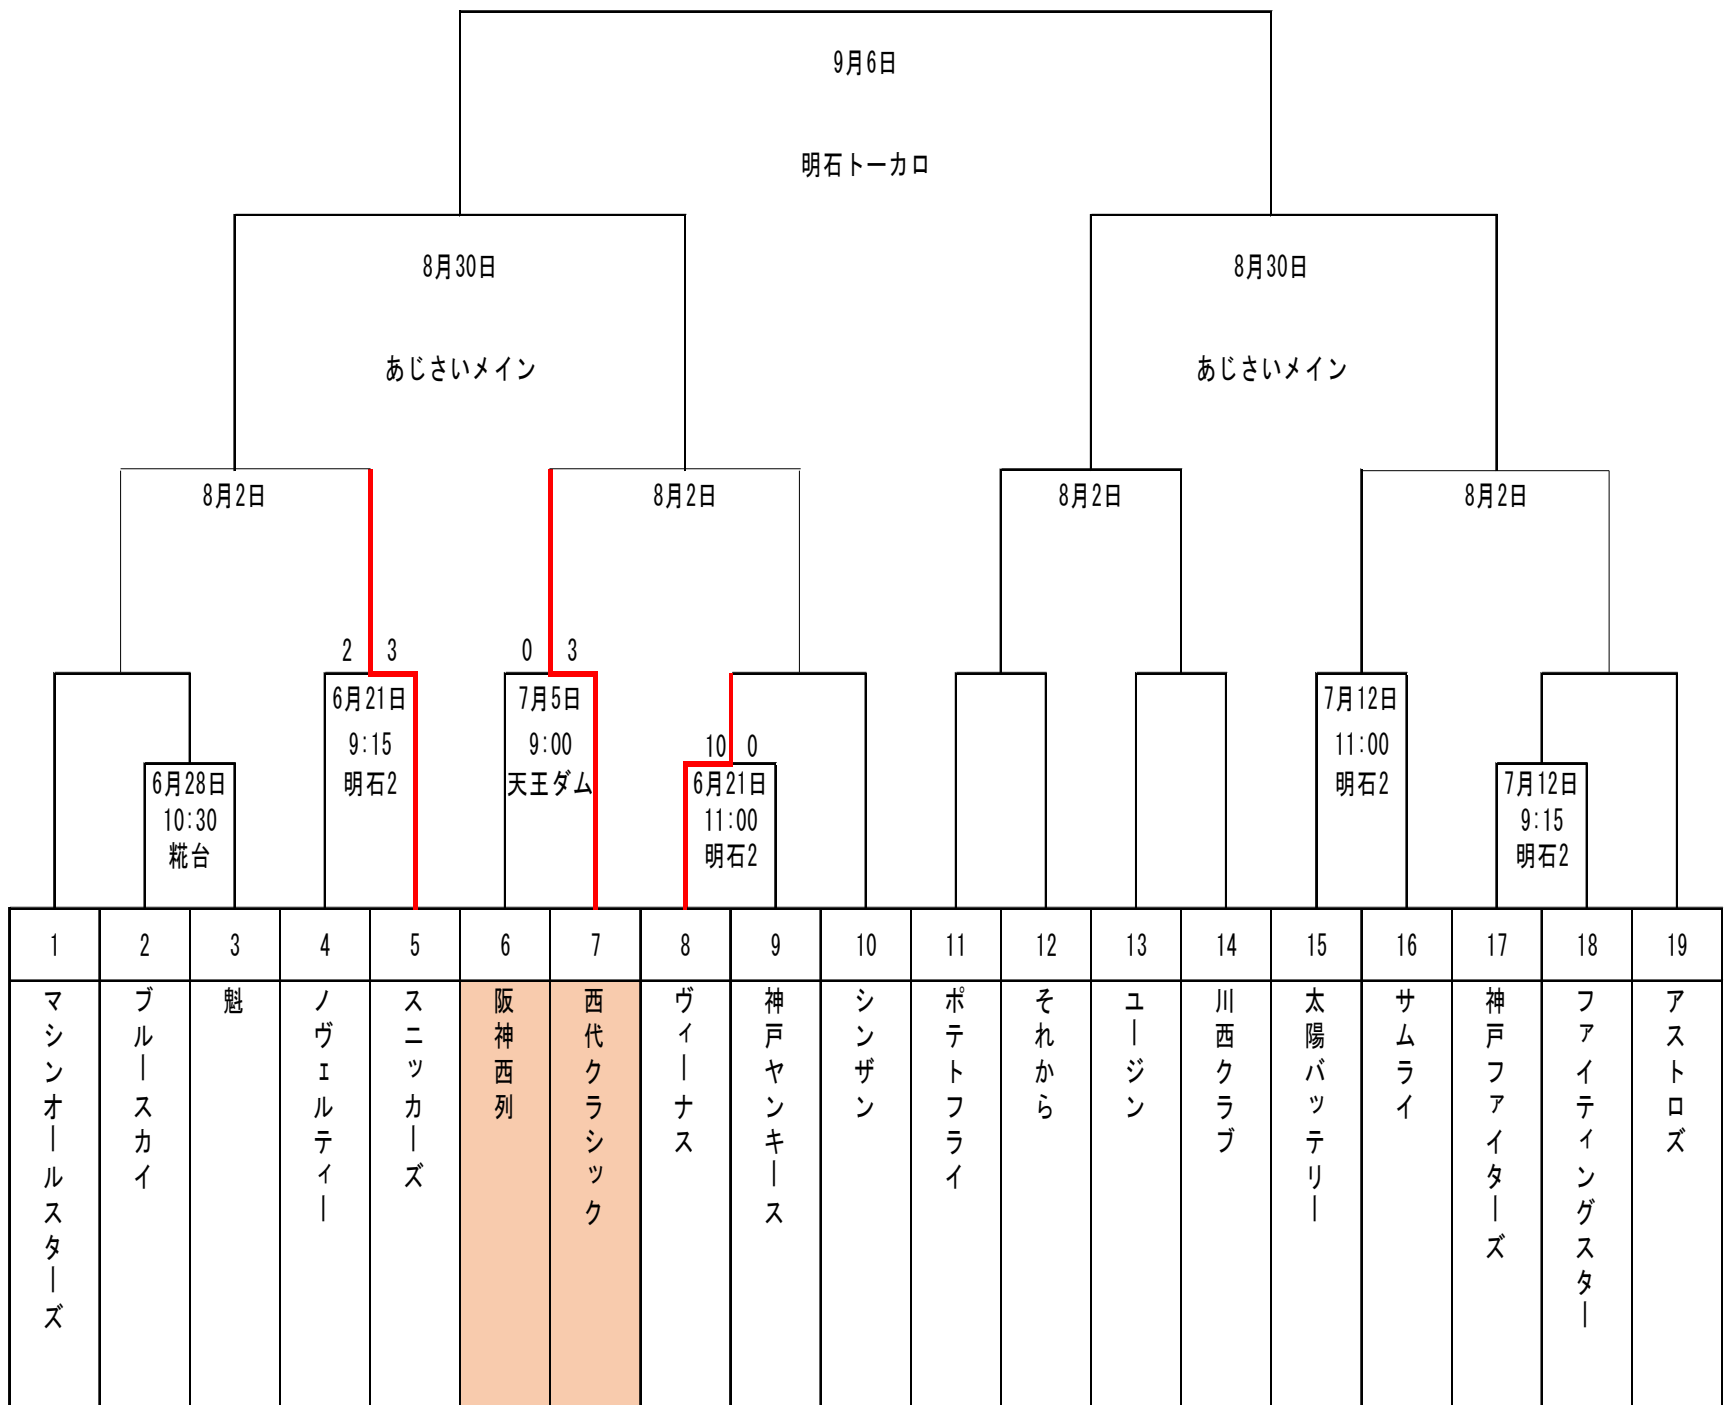 9月6日
明石トーカロ
8月30日
8月30日
あじさいメイン
あじさいメイン
8月2日
8月2日
8月2日
8月2日
2 3
0 3
6月21日
9:15
明石2
7月5日
9:00
天王ダム
7月12日
11:00
明石2
10 0
6月28日
10:30
糀台
6月21日
11:00
明石2
7月12日
9:15
明石2
1 2 3 4 5 6 7 8 9 10 11 12 13 14 15 16 17 18 19
マシンオールスターズ
ブルースカイ
魁
ノヴェルティー
スニッカーズ
阪神西列
西代クラシック
ヴィーナス
神戸ヤンキース
シンザン
ポテトフライ
それから
ユージン
川西クラブ
太陽バッテリー
サムライ
神戸ファイターズ
ファイティングスター
アストロズ